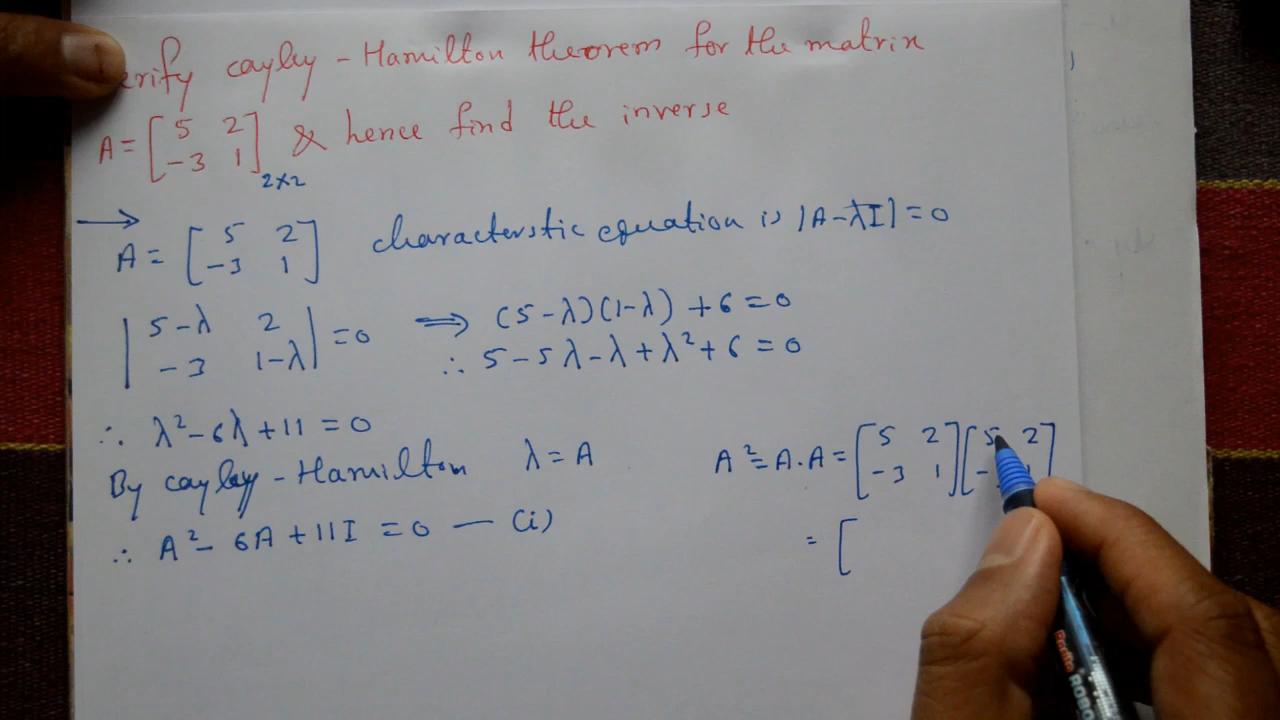 erify cayley - Hamilton theorem for the matrix
A = [5 2; -3 1] 2×2 & hence find the inverse
→ A = [5 2; -3 1] characterstic equation is |A-λI| = 0
|5-λ 2; -3 1-λ| = 0 ⟹ (5-λ)(1-λ) + 6 = 0
∴ 5-5λ-λ+λ²+6 = 0
∴ λ²-6λ+11 = 0
By cayley - Hamilton λ = A
∴ A² - 6A + 11I = 0 — (i)
A² = A.A = [5 2; -3 1] [5 2; -
= [